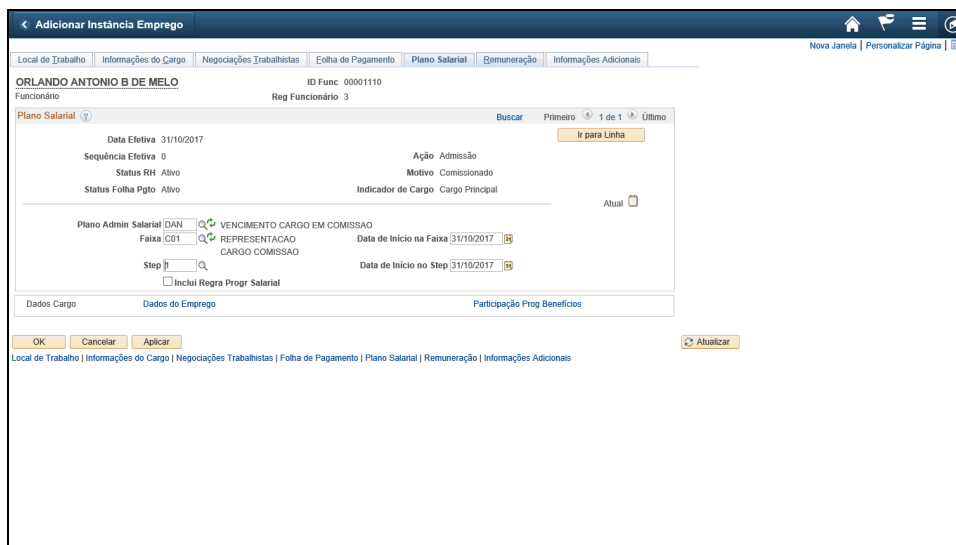 Adicionar Instância Emprego
Nova Janela | Personalizar Página |
Local de Trabalho Informações do Cargo Negociações Trabalhistas Folha de Pagamento Plano Salarial Remuneração Informações Adicionais
ORLANDO ANTONIO B DE MELO ID Func 00001110
Funcionário Reg Funcionário 3
Plano Salarial ? Buscar Primeiro 1 de 1 Último
Ir para Linha
Data Efetiva 31/10/2017
Sequência Efetiva 0 Ação Admissão
Status RH Ativo Motivo Comissionado
Status Folha Pgto Ativo Indicador de Cargo Cargo Principal
Atual
Plano Admin Salarial DAN VENCIMENTO CARGO EM COMISSAO
Faixa C01 REPRESENTACAO Data de Início na Faixa 31/10/2017
CARGO COMISSAO
Step 1 Data de Início no Step 31/10/2017
Inclui Regra Progr Salarial
Dados Cargo Dados do Emprego Participação Prog Benefícios
OK Cancelar Aplicar Atualizar
Local de Trabalho | Informações do Cargo | Negociações Trabalhistas | Folha de Pagamento | Plano Salarial | Remuneração | Informações Adicionais